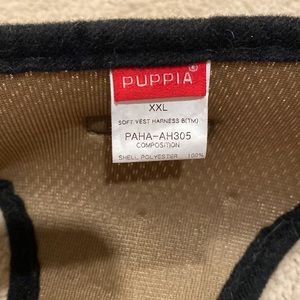 PUPPIA®
XXL
SOFT VEST HARNESS B(TM)
PAHA-AH305
COMPOSITION
SHELL POLYESTER 100%